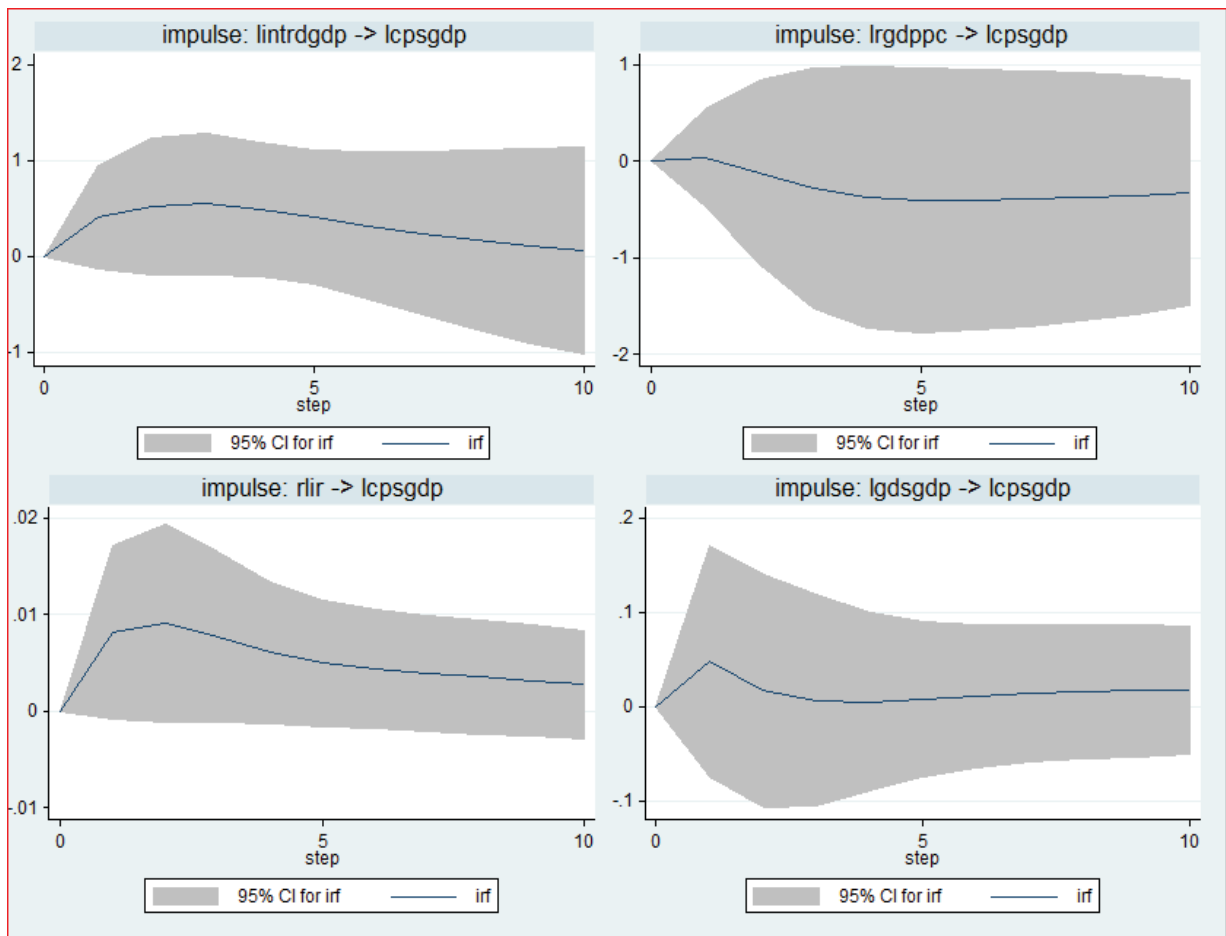 impulse: lintrdgdp -> lcpsgdp
2
1
0
-1
0 5 10
step
95% CI for irf irf
impulse: lrgdppc -> lcpsgdp
1
0
-1
-2
0 5 10
step
95% CI for irf irf
impulse: rlir -> lcpsgdp
.02
.01
0
-.01
0 5 10
step
95% CI for irf irf
impulse: lgdsgdp -> lcpsgdp
.2
.1
0
-.1
0 5 10
step
95% CI for irf irf